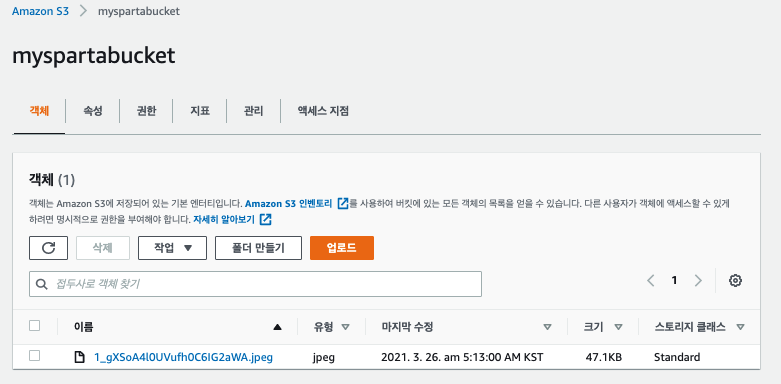 Amazon S3 > myspartabucket
myspartabucket
객체 속성 권한 지표 관리 액세스 지점
객체 (1)
객체는 Amazon S3에 저장되어 있는 기본 엔터티입니다. Amazon S3 인벤토리 를 사용하여 버킷에 있는 모든 객체의 목록을 얻을 수 있습니다. 다른 사용자가 객체에 액세스할 수 있게
하려면 명시적으로 권한을 부여해야 합니다. 자세히 알아보기
삭제 작업 폴더 만들기 업로드
접두사로 객체 찾기 1
이름 유형 마지막 수정 크기 스토리지 클래스
1_gXSoA4l0UVufh0C6IG2aWA.jpeg jpeg 2021. 3. 26. am 5:13:00 AM KST 47.1KB Standard